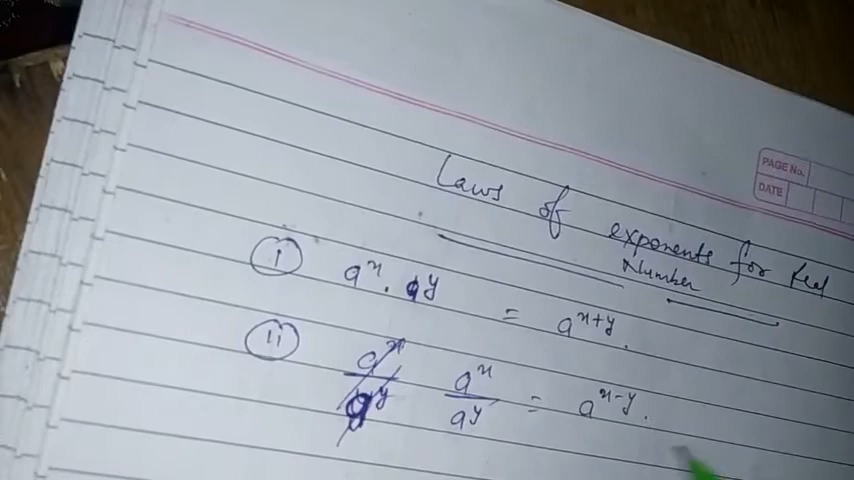 PAGE No.
DATE
Laws of exponents for Real
Number
(i) aˣ . aʸ = aˣ⁺ʸ.
(ii) aˣ/aʸ = aˣ⁻ʸ.